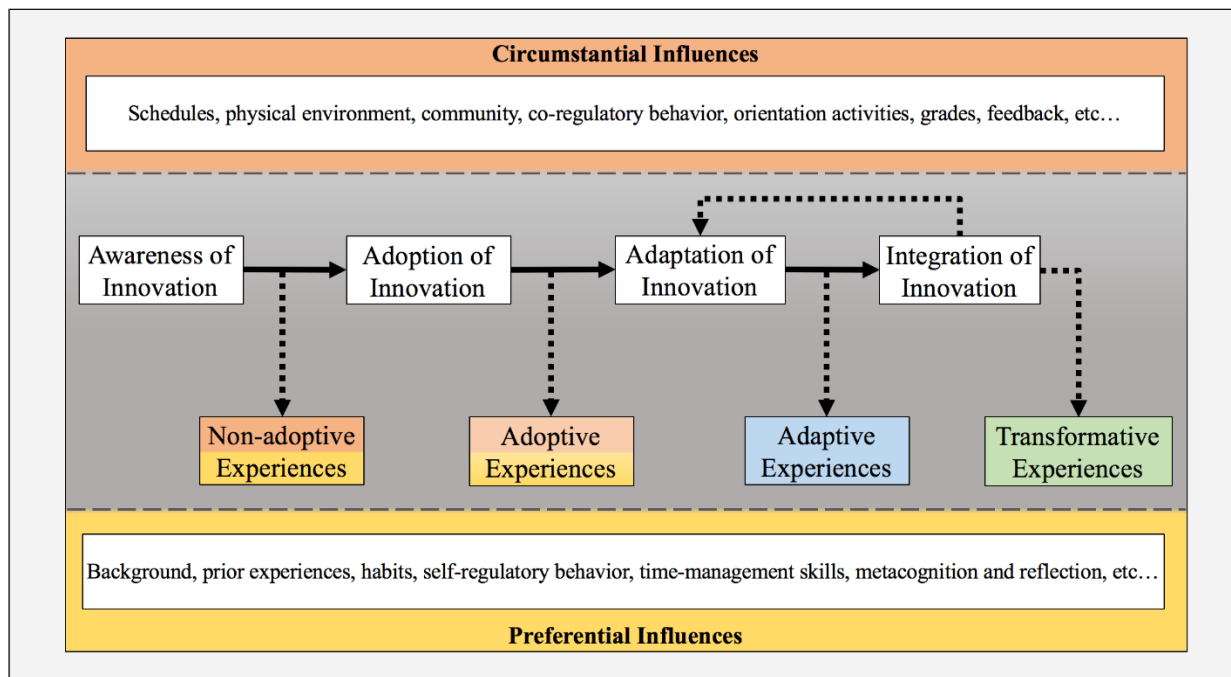 Circumstantial Influences
Schedules, physical environment, community, co-regulatory behavior, orientation activities, grades, feedback, etc…
Awareness of
Innovation
Adoption of
Innovation
Adaptation of
Innovation
Integration of
Innovation
Non-adoptive
Experiences
Adoptive
Experiences
Adaptive
Experiences
Transformative
Experiences
Background, prior experiences, habits, self-regulatory behavior, time-management skills, metacognition and reflection, etc…
Preferential Influences